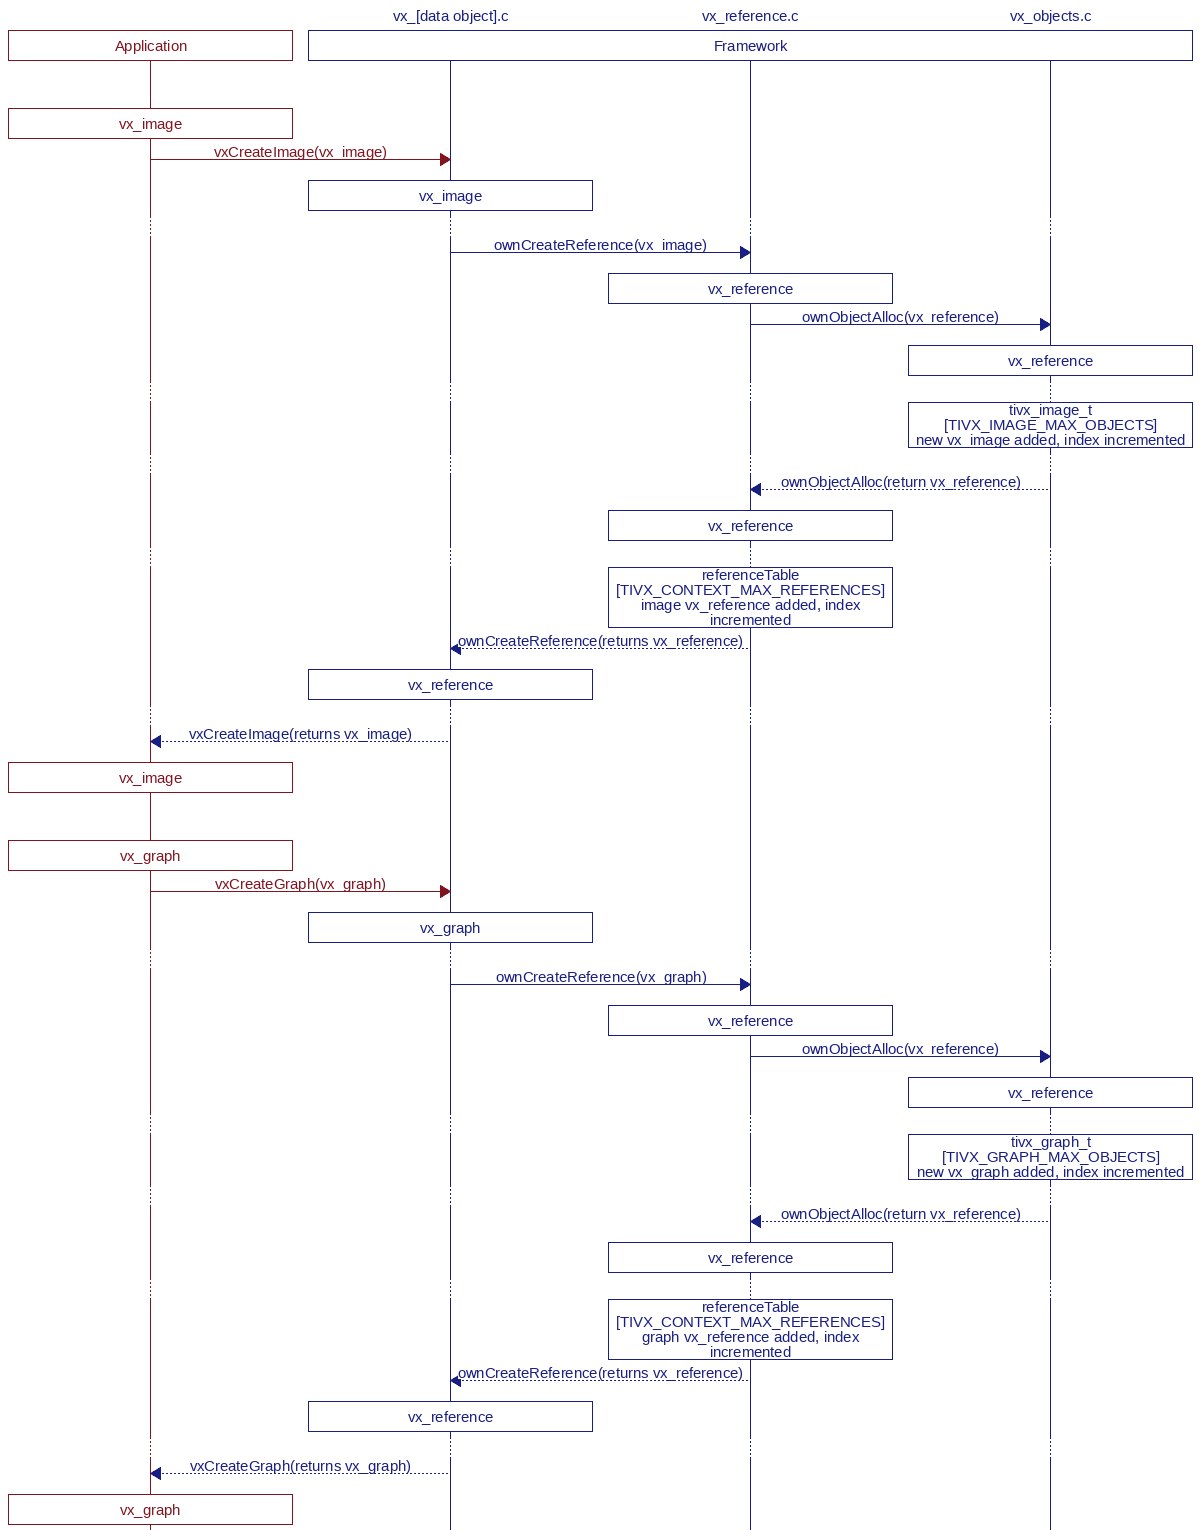 vx_[data object].c
vx_reference.c
vx_objects.c
Application
Framework
vx_image
vxCreateImage(vx_image)
vx_image
ownCreateReference(vx_image)
vx_reference
ownObjectAlloc(vx_reference)
vx_reference
tivx_image_t
[TIVX_IMAGE_MAX_OBJECTS]
new vx_image added, index incremented
ownObjectAlloc(return vx_reference)
vx_reference
referenceTable
[TIVX_CONTEXT_MAX_REFERENCES]
image vx_reference added, index
incremented
ownCreateReference(returns vx_reference)
vx_reference
vxCreateImage(returns vx_image)
vx_image
vx_graph
vxCreateGraph(vx_graph)
vx_graph
ownCreateReference(vx_graph)
vx_reference
ownObjectAlloc(vx_reference)
vx_reference
tivx_graph_t
[TIVX_GRAPH_MAX_OBJECTS]
new vx_graph added, index incremented
ownObjectAlloc(return vx_reference)
vx_reference
referenceTable
[TIVX_CONTEXT_MAX_REFERENCES]
graph vx_reference added, index
incremented
ownCreateReference(returns vx_reference)
vx_reference
vxCreateGraph(returns vx_graph)
vx_graph